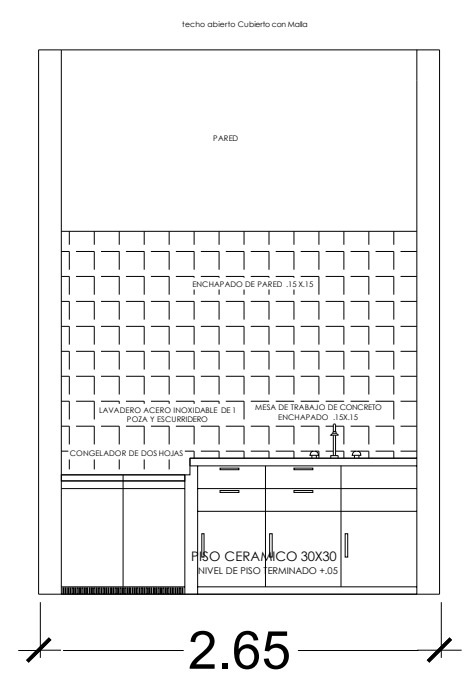 techo abierto Cubierto con Malla
PARED
ENCHAPADO DE PARED .15 X.15
LAVADERO ACERO INOXIDABLE DE 1
POZA Y ESCURRIDERO
MESA DE TRABAJO DE CONCRETO
ENCHAPADO .15X.15
CONGELADOR DE DOS HOJAS
PISO CERAMICO 30X30
NIVEL DE PISO TERMINADO +.05
2.65